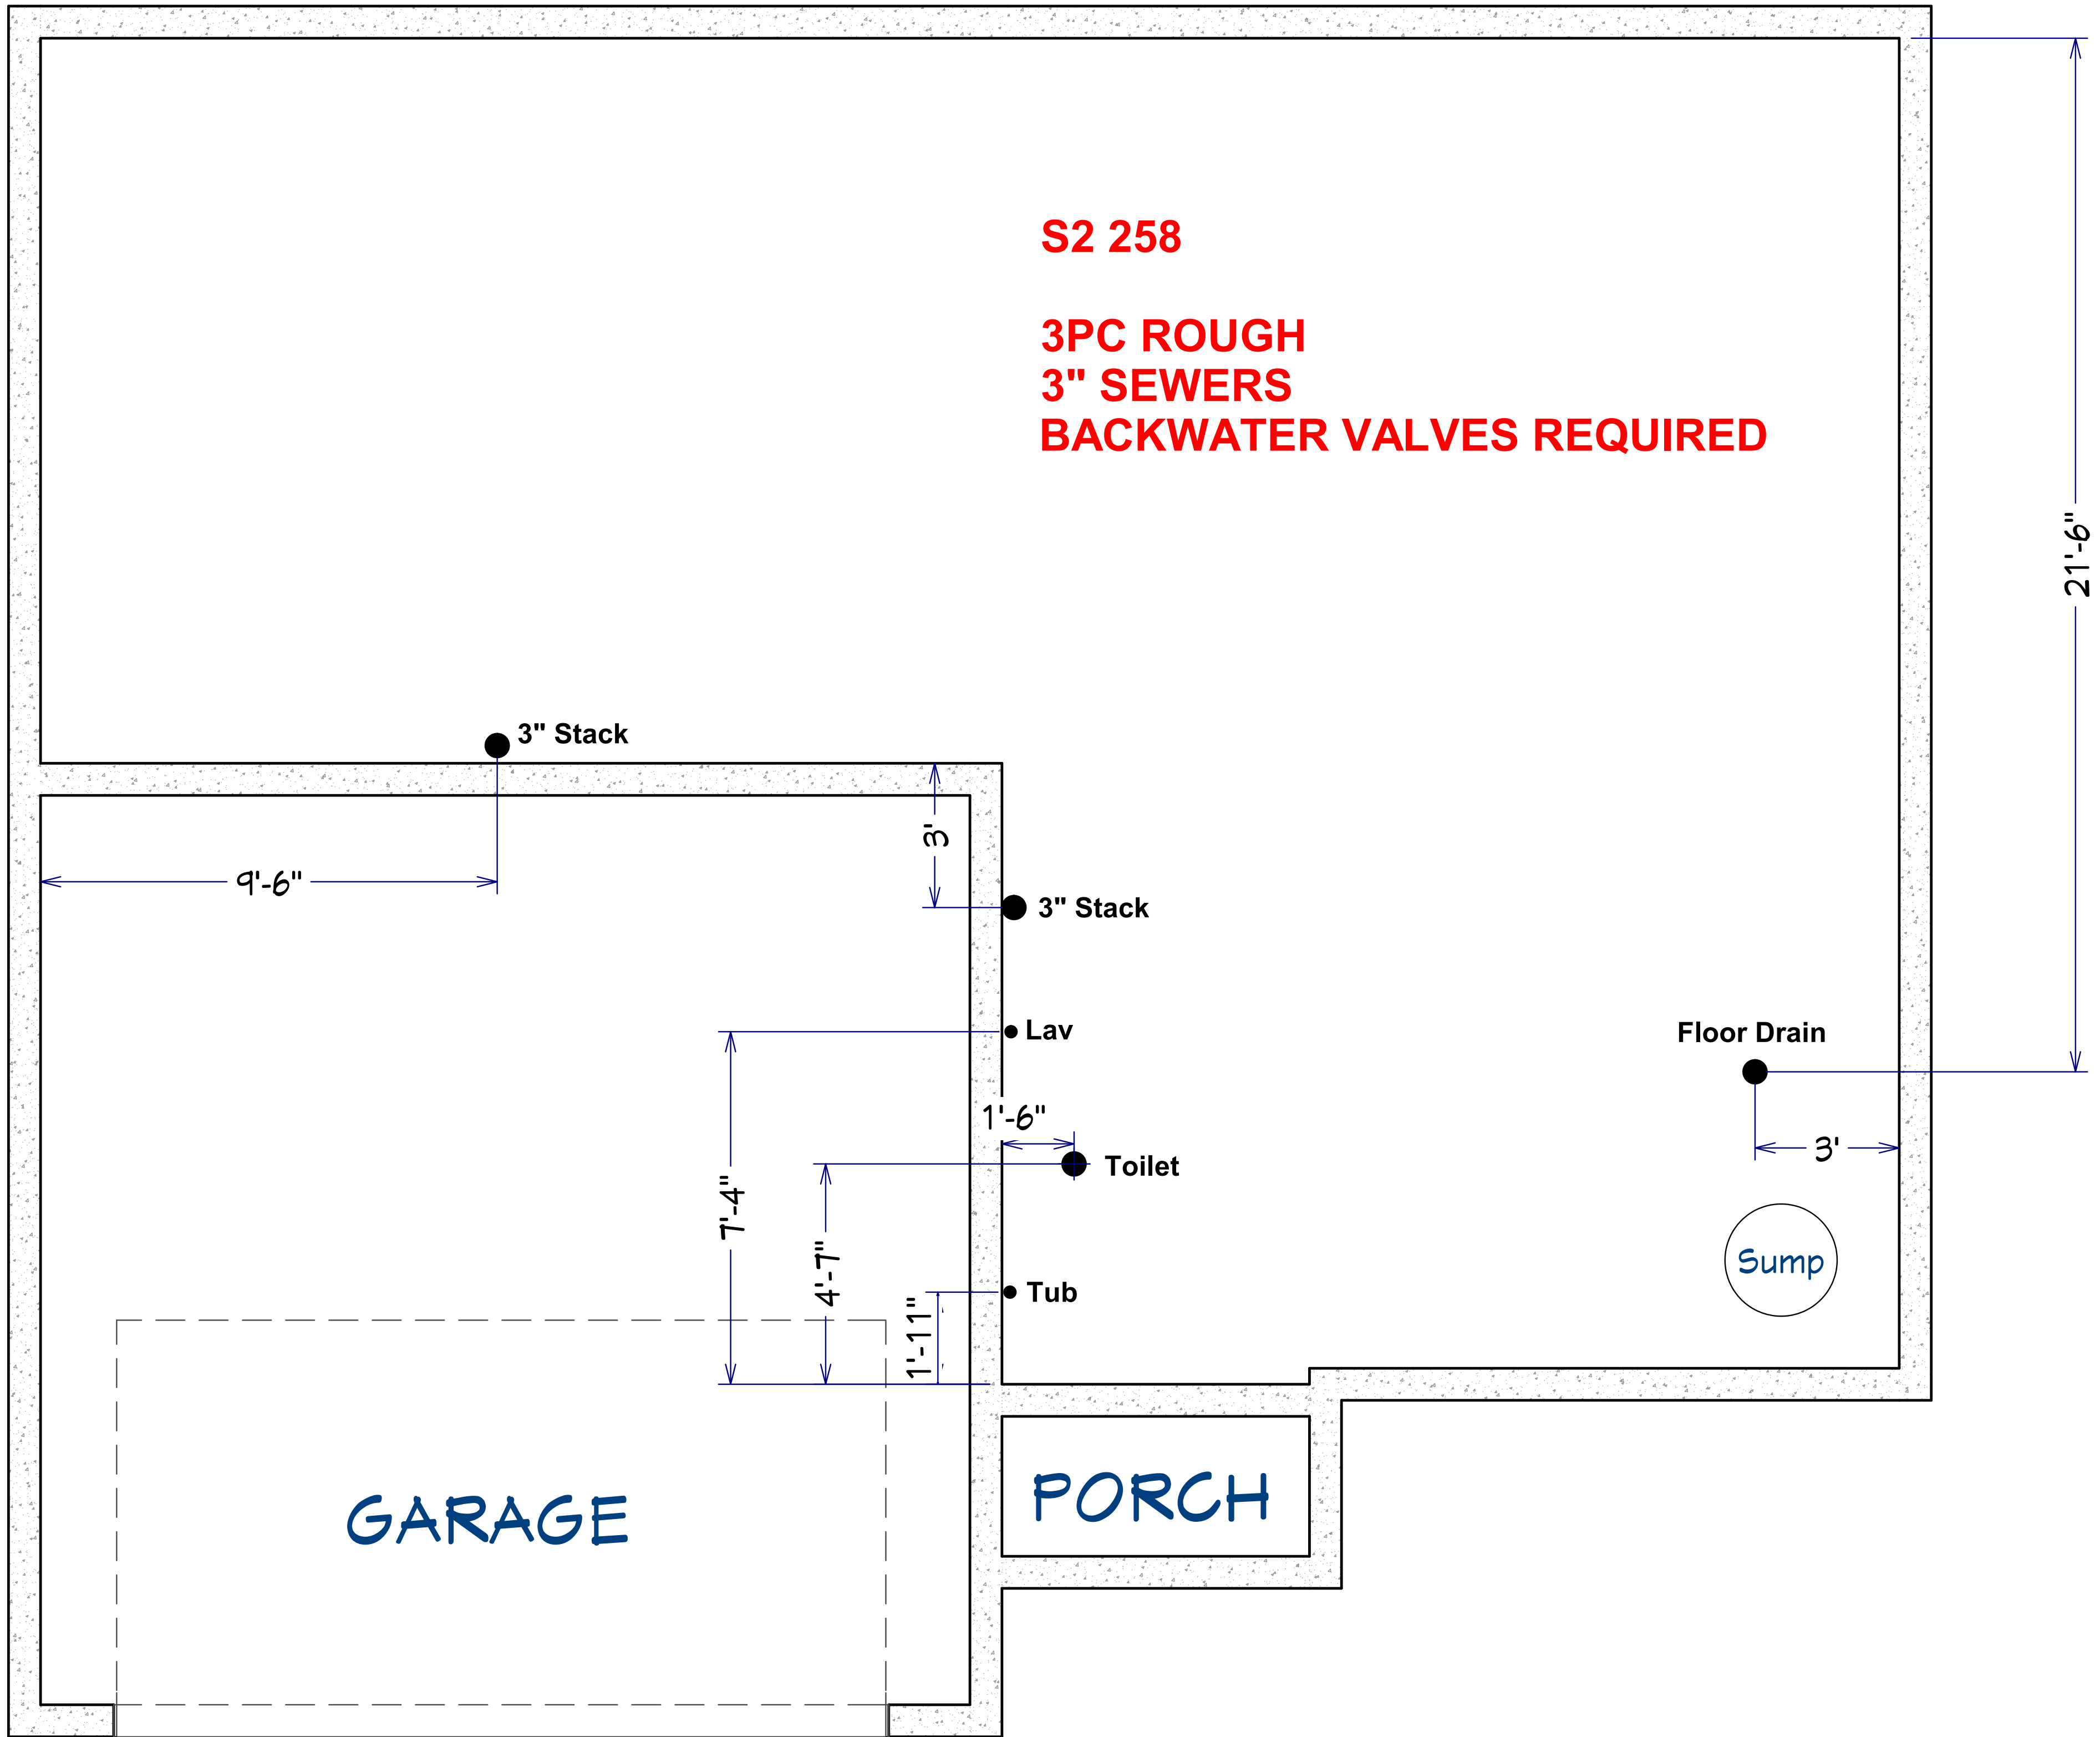 S2 258
3PC ROUGH
3" SEWERS
BACKWATER VALVES REQUIRED
21'-6"
3" Stack
3'
9'-6"
3" Stack
Lav
Floor Drain
1'-6"
3'
Toilet
7'-4"
4'-7"
Sump
Tub
1'-11"
PORCH
GARAGE